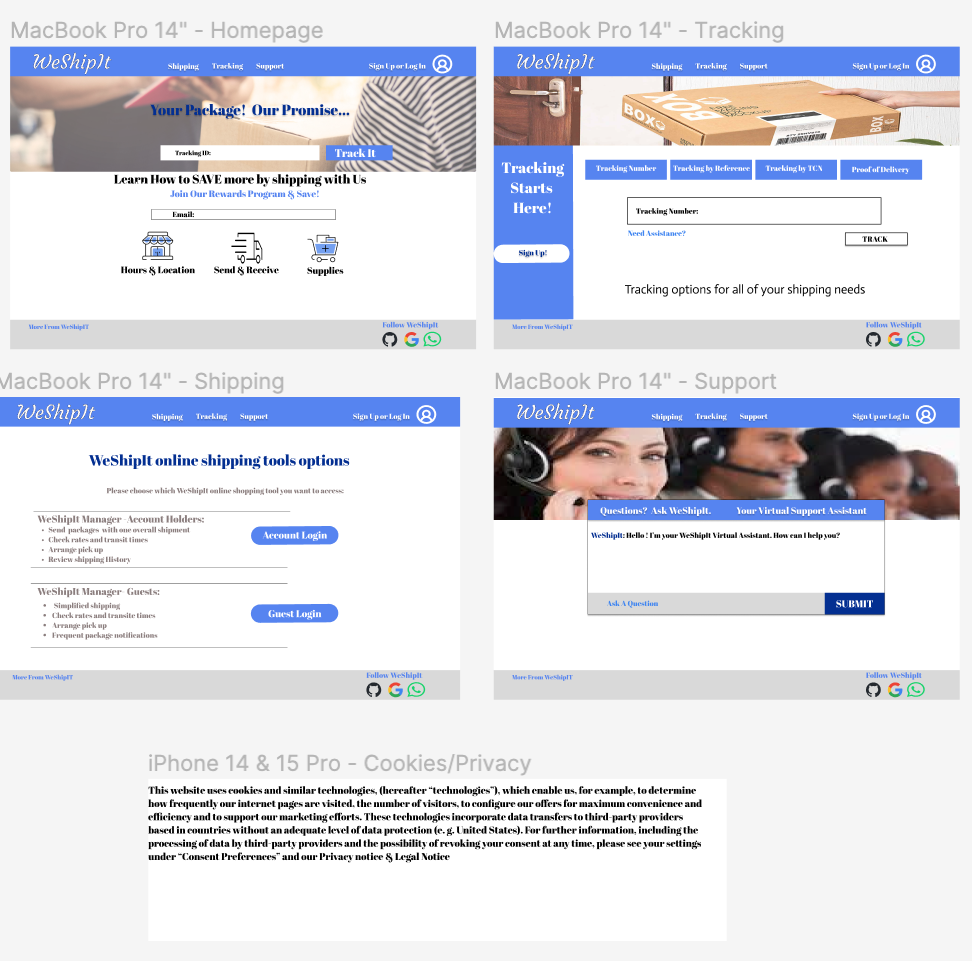 MacBook Pro 14" - Homepage
WeShipIt
Shipping Tracking Support
Sign Up or Log In
Your Package! Our Promise...
Tracking ID:
Track It
Learn How to SAVE more by shipping with Us
Join Our Rewards Program & Save!
Email:
Hours & Location Send & Receive Supplies
More From WeShipIT
Follow WeShipIt
MacBook Pro 14" - Tracking
WeShipIt
Shipping Tracking Support
Sign Up or Log In
BOX
BOX
BOX
Tracking
Starts
Here!
Sign Up!
Tracking Number Tracking by Reference Tracking by TCN Proof of Delivery
Tracking Number:
Need Assistance?
TRACK
Tracking options for all of your shipping needs
More From WeShipIT
Follow WeShipIt
MacBook Pro 14" - Shipping
WeShipIt
Shipping Tracking Support
Sign Up or Log In
WeShipIt online shipping tools options
Please choose which WeShipIt online shopping tool you want to access:
WeShipIt Manager -Account Holders:
• Send packages with one overall shipment
• Check rates and transit times
• Arrange pick up
• Review shipping History
Account Login
WeShipIt Manager- Guests:
• Simplified shipping
• Check rates and transite times
• Arrange pick up
• Frequent package notifications
Guest Login
More From WeShipIT
Follow WeShipIt
MacBook Pro 14" - Support
WeShipIt
Shipping Tracking Support
Sign Up or Log In
Questions? Ask WeShipIt. Your Virtual Support Assistant
WeShipIt: Hello ! I'm your WeShipIt Virtual Assistant. How can I help you?
Ask A Question
SUBMIT
More From WeShipIT
Follow WeShipIt
iPhone 14 & 15 Pro - Cookies/Privacy
This website uses cookies and similar technologies, (hereafter “technologies”), which enable us, for example, to determine
how frequently our internet pages are visited, the number of visitors, to configure our offers for maximum convenience and
efficiency and to support our marketing efforts. These technologies incorporate data transfers to third-party providers
based in countries without an adequate level of data protection (e. g. United States). For further information, including the
processing of data by third-party providers and the possibility of revoking your consent at any time, please see your settings
under “Consent Preferences” and our Privacy notice & Legal Notice